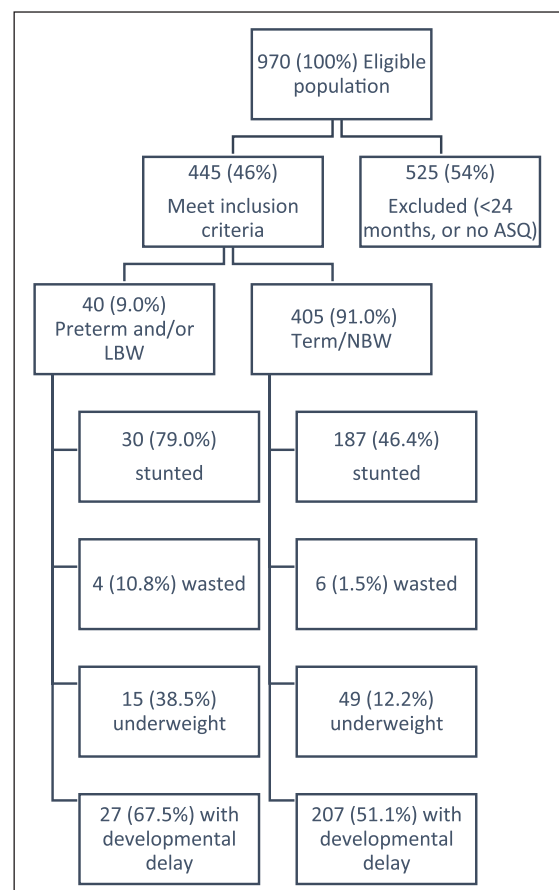 970 (100%) Eligible
population
445 (46%)
Meet inclusion
criteria
525 (54%)
Excluded (<24
months, or no ASQ)
40 (9.0%)
Preterm and/or
LBW
405 (91.0%)
Term/NBW
30 (79.0%)
stunted
187 (46.4%)
stunted
4 (10.8%) wasted
6 (1.5%) wasted
15 (38.5%)
underweight
49 (12.2%)
underweight
27 (67.5%) with
developmental
delay
207 (51.1%) with
developmental
delay